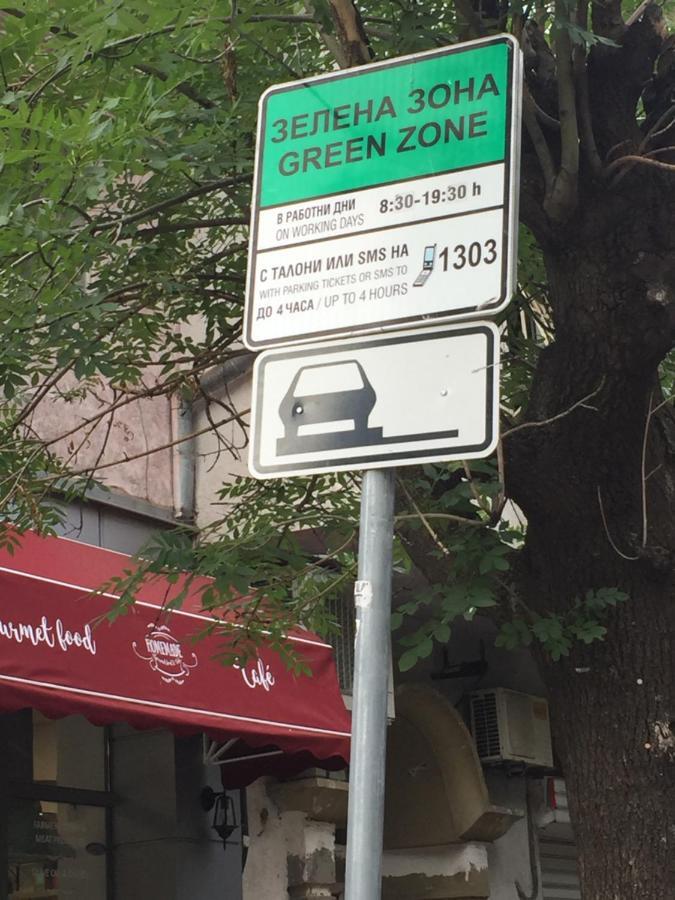 ЗЕЛЕНА ЗОНА
GREEN ZONE
В РАБОТНИ ДНИ 8:30-19:30 h
ON WORKING DAYS
С ТАЛОНИ ИЛИ SMS НА 1303
WITH PARKING TICKETS OR SMS TO
ДО 4 ЧАСА / UP TO 4 HOURS
food
HOMEMADE
Café